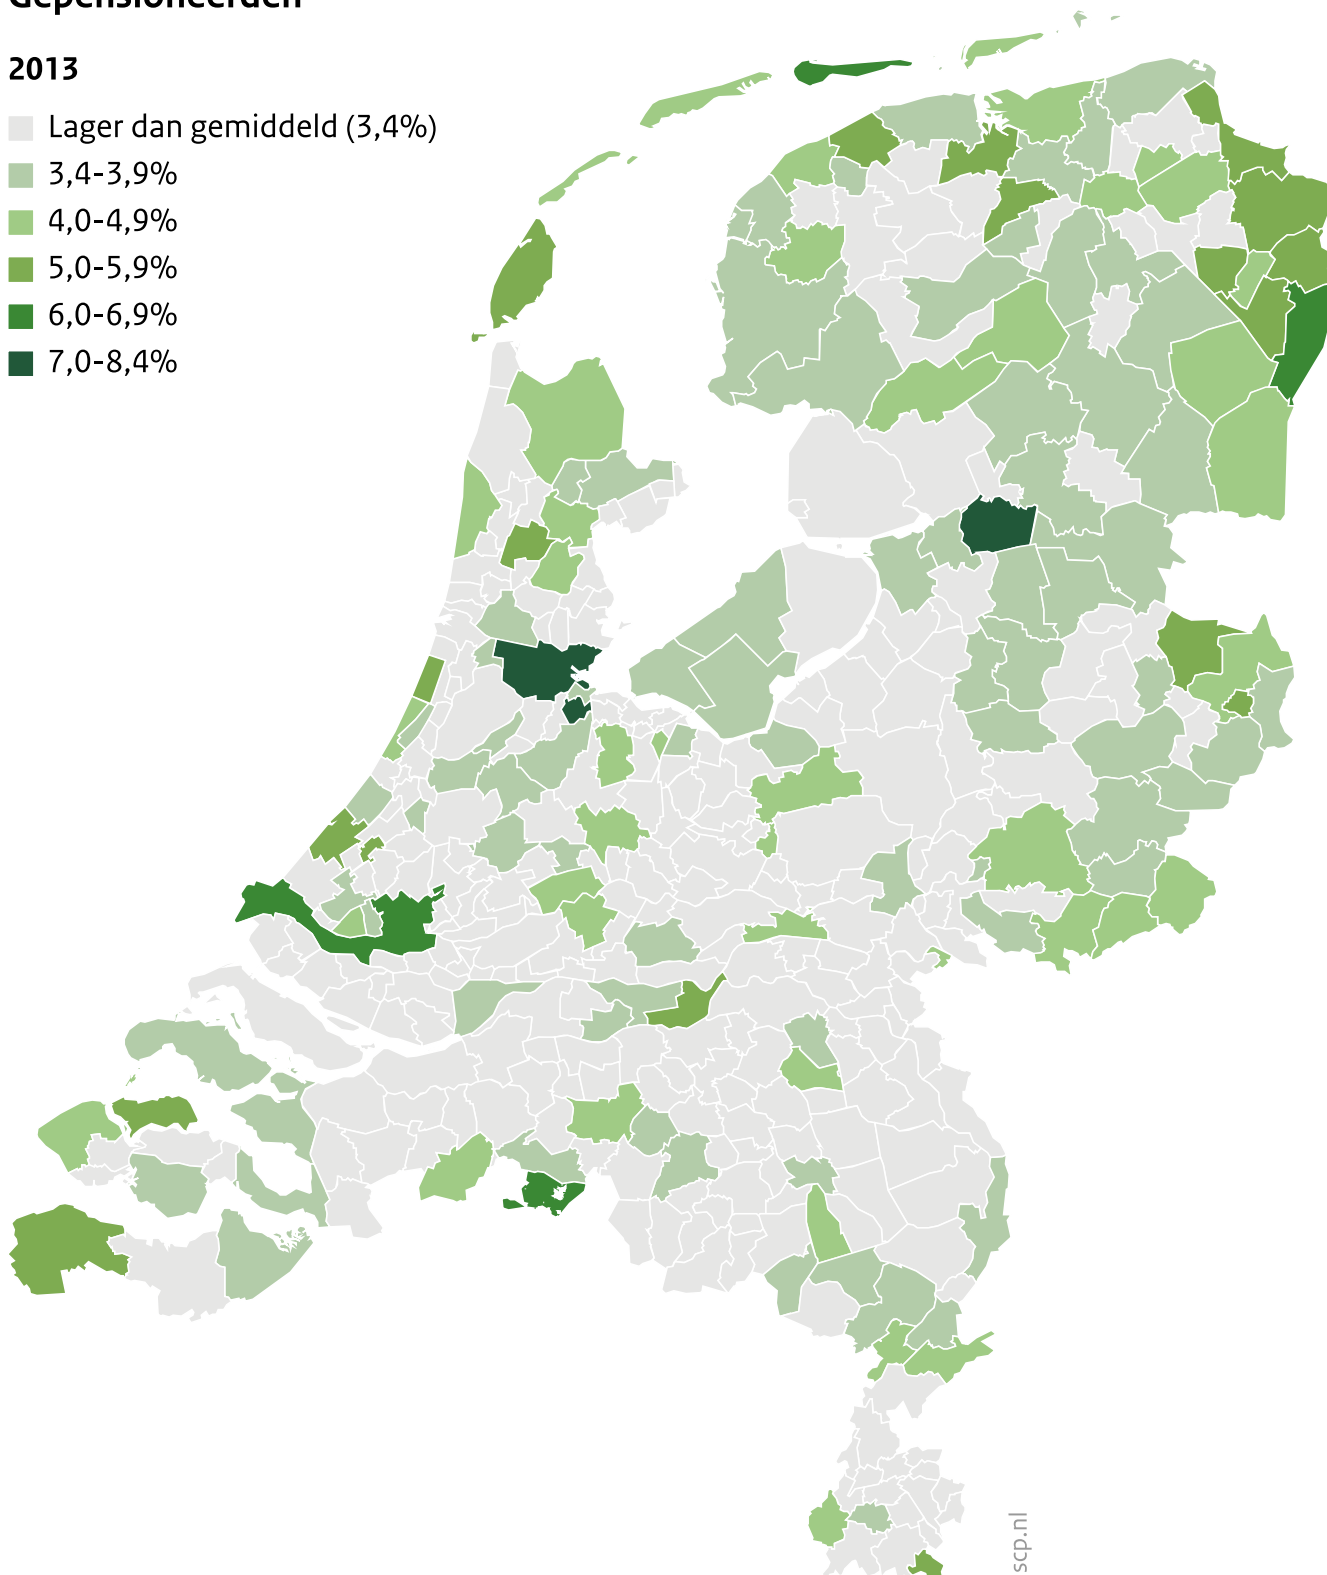 Gepensioneerden
2013
Lager dan gemiddeld (3,4%)
3,4-3,9%
4,0-4,9%
5,0-5,9%
6,0-6,9%
7,0-8,4%
scp.nl